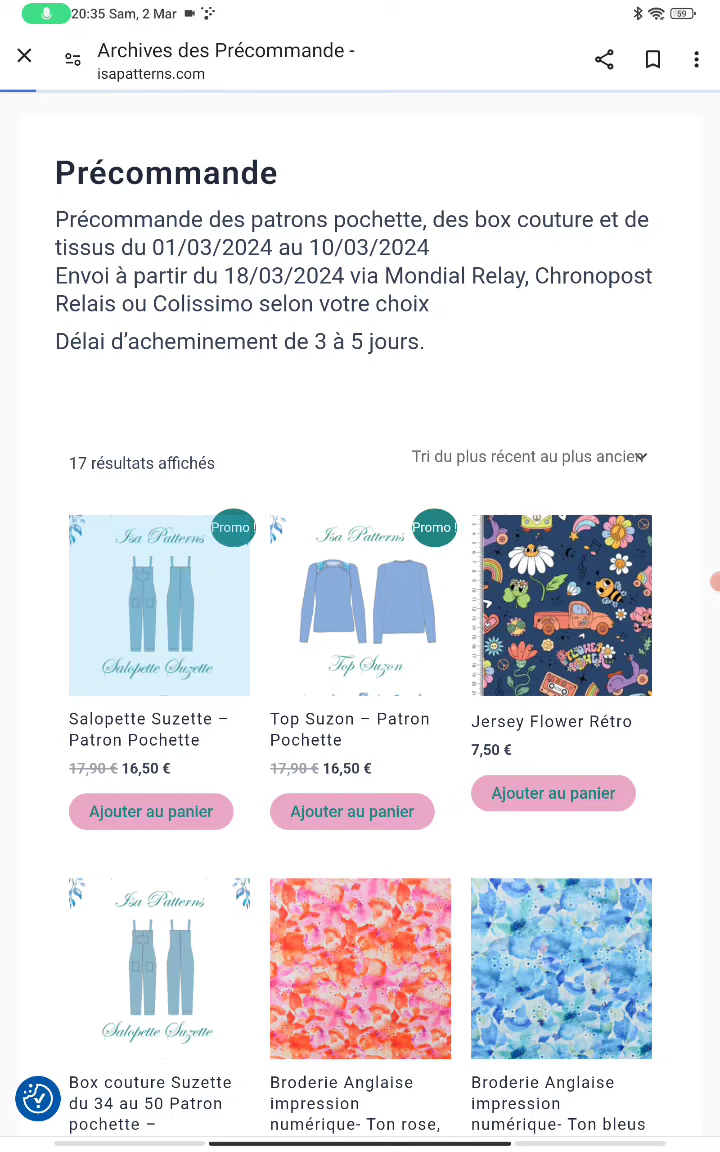 20:35 Sam, 2 Mar
59
Archives des Précommande -
isapatterns.com
Précommande
Précommande des patrons pochette, des box couture et de
tissus du 01/03/2024 au 10/03/2024
Envoi à partir du 18/03/2024 via Mondial Relay, Chronopost
Relais ou Colissimo selon votre choix
Délai d’acheminement de 3 à 5 jours.
17 résultats affichés
Tri du plus récent au plus ancien
Promo !
Isa Patterns
Salopette Suzette
Promo !
Isa Patterns
Top Suzon
Salopette Suzette –
Patron Pochette
17,90 € 16,50 €
Ajouter au panier
Top Suzon – Patron
Pochette
17,90 € 16,50 €
Ajouter au panier
Jersey Flower Rétro
7,50 €
Ajouter au panier
Isa Patterns
Salopette Suzette
Box couture Suzette
du 34 au 50 Patron
pochette –
Broderie Anglaise
impression
numérique- Ton rose,
Broderie Anglaise
impression
numérique- Ton bleus